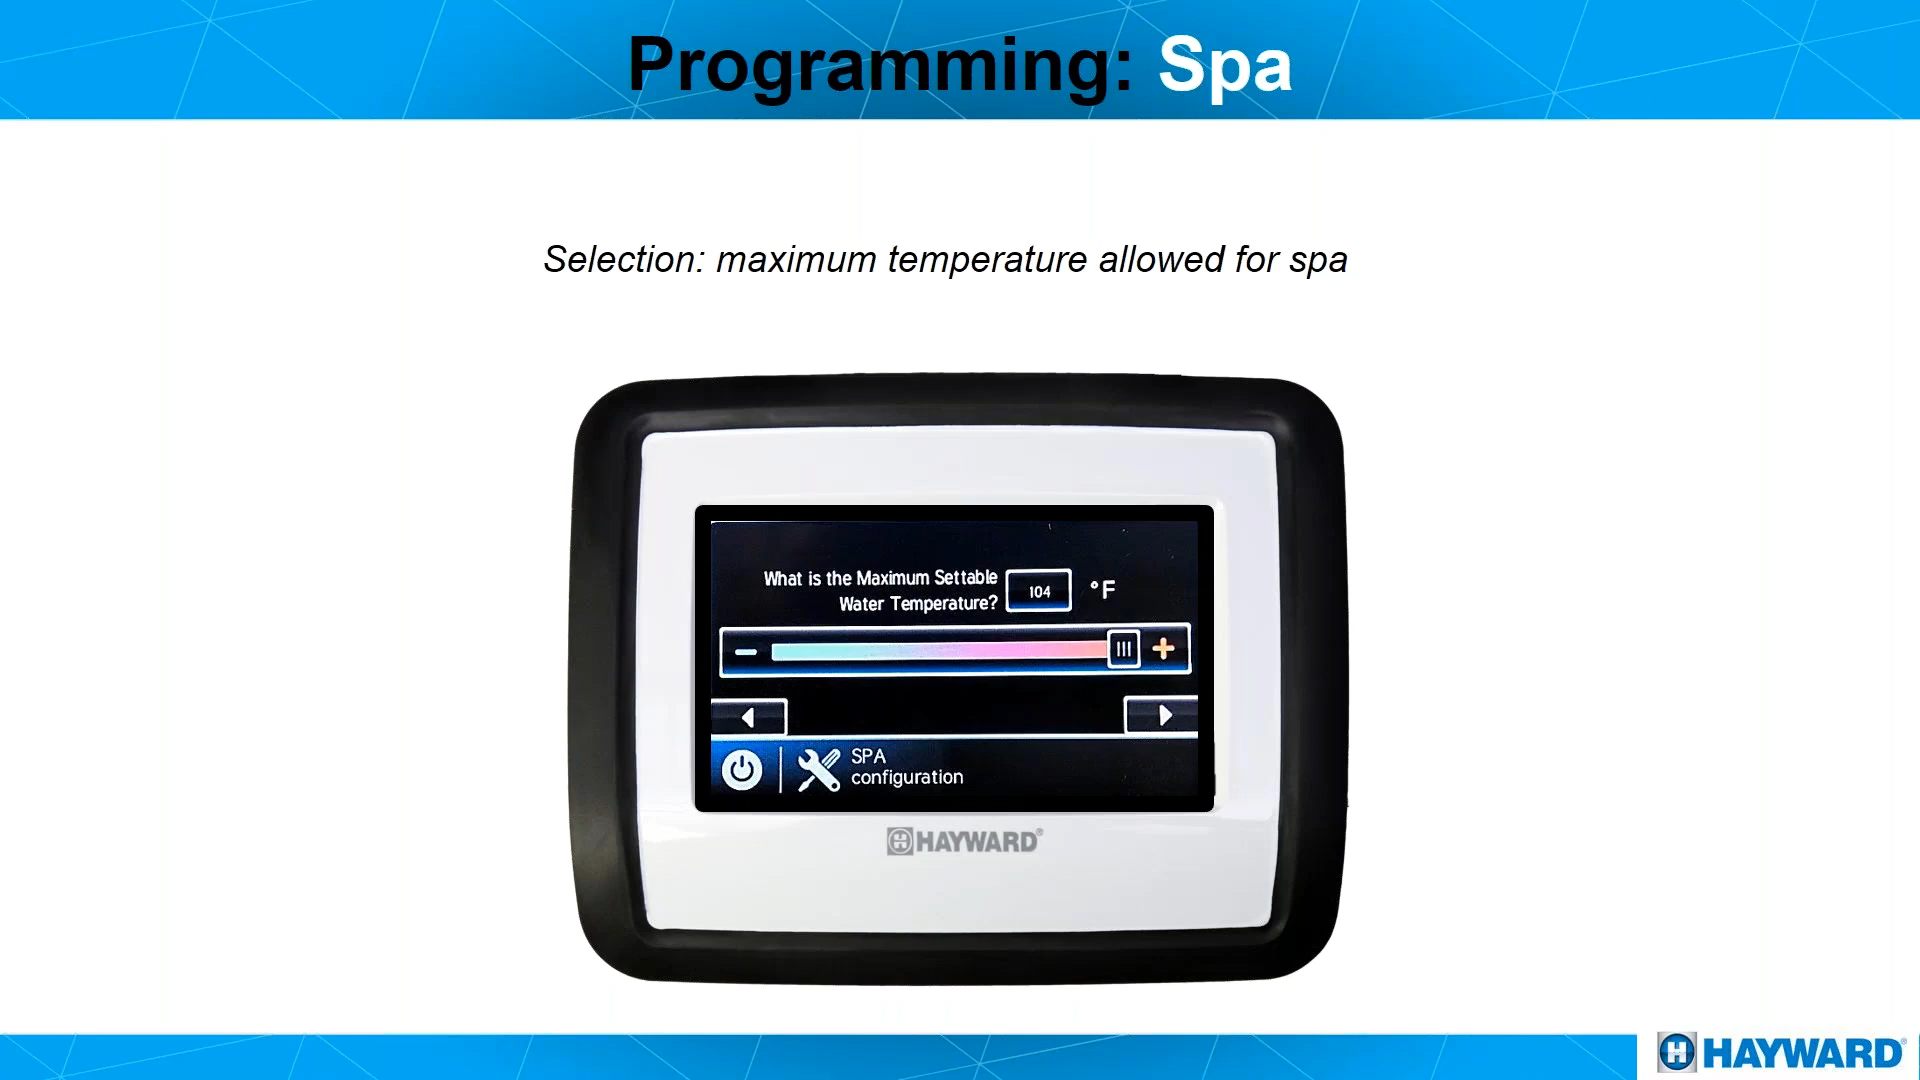 Programming: Spa
Selection: maximum temperature allowed for spa
What is the Maximum Settable
Water Temperature?
104
°F
SPA
configuration
HAYWARD®
HAYWARD®